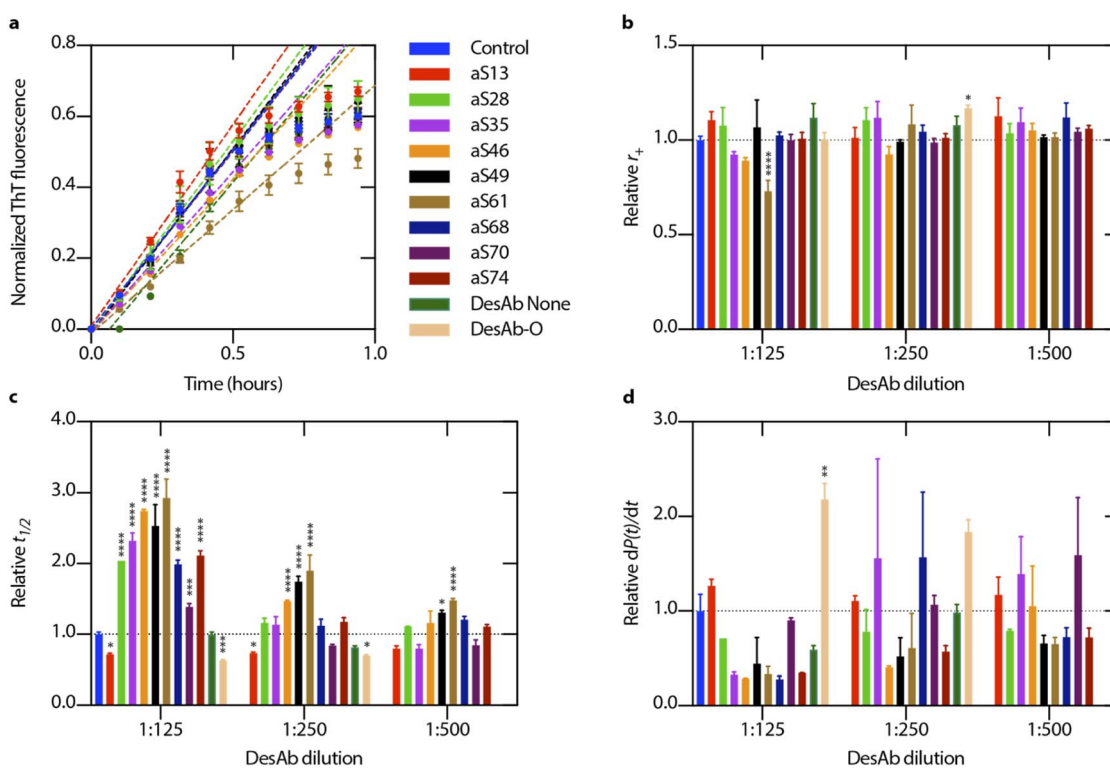 a
0.8
0.6
0.4
0.2
0.0
Normalized ThT fluorescence
0.0 0.5 1.0
Time (hours)
Control
aS13
aS28
aS35
aS46
aS49
aS61
aS68
aS70
aS74
DesAb None
DesAb-O
b
1.5
1.0
0.5
0.0
Relative r+
****
*
1:125 1:250 1:500
DesAb dilution
c
4.0
3.0
2.0
1.0
0.0
Relative t1/2
* **** **** **** **** **** **** *** **** ***
* **** **** **** *
* ****
1:125 1:250 1:500
DesAb dilution
d
3.0
2.0
1.0
0.0
Relative dP(t)/dt
**
1:125 1:250 1:500
DesAb dilution